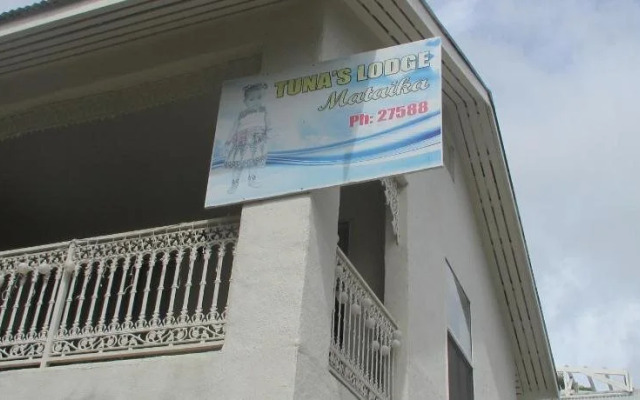 TUNA'S LODGE
Mataika
Ph: 27588